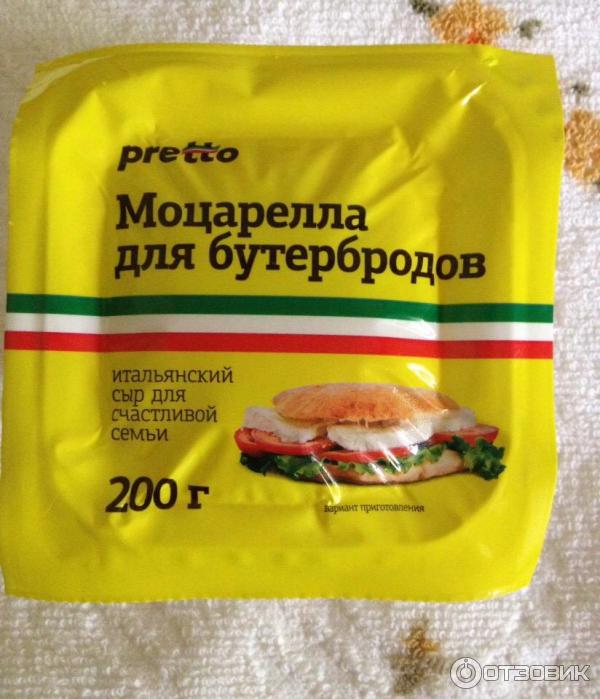 pretto
Моцарелла
для бутербродов
итальянский
сыр для
счастливой
семьи
200 г
вариант приготовления
ОТЗОВИК